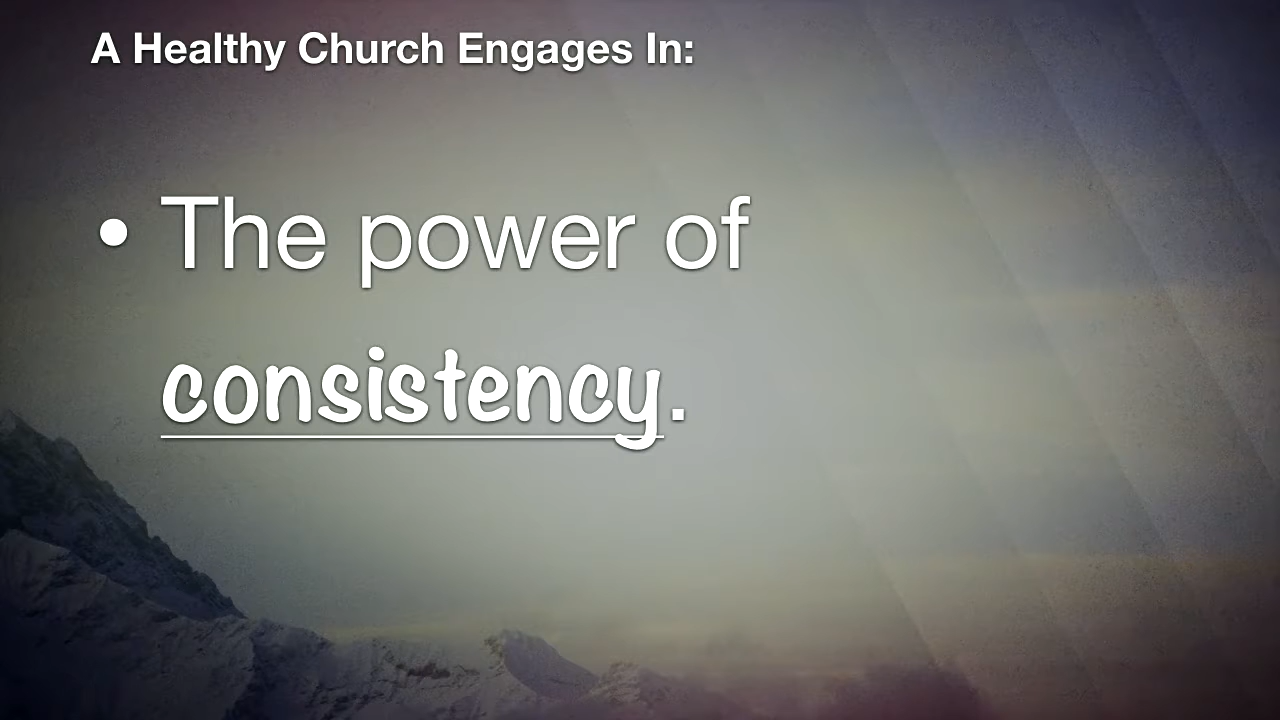 A Healthy Church Engages In:
• The power of
consistency.